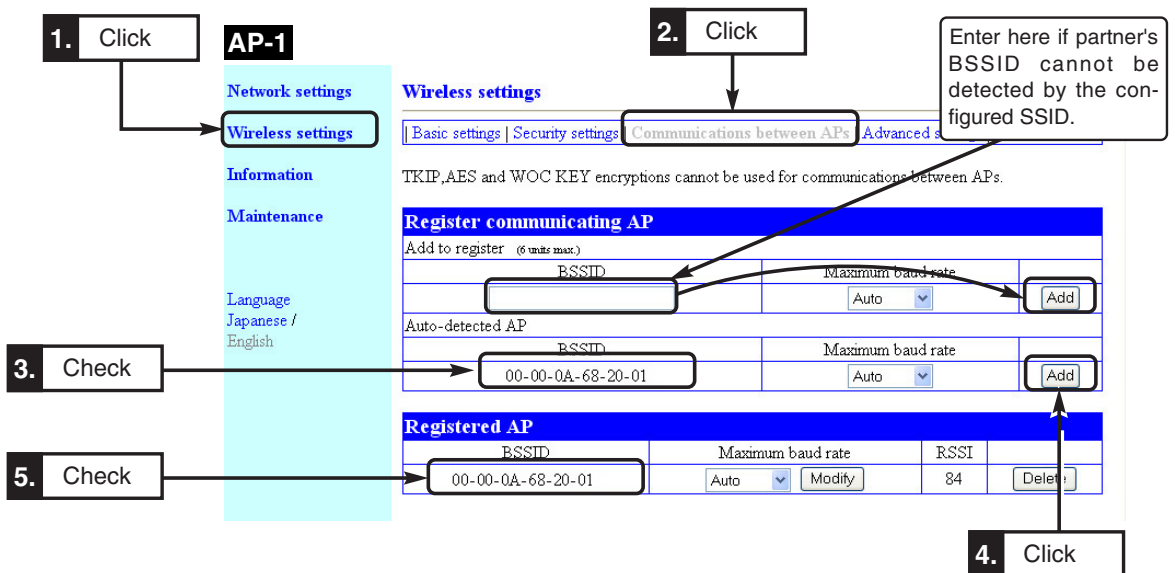 1. Click
AP-1
2. Click
Enter here if partner's
BSSID cannot be
detected by the con-
figured SSID.
Network settings
Wireless settings
Information
Maintenance
Language
Japanese /
English
Wireless settings
| Basic settings | Security settings | Communications between APs | Advanced
TKIP,AES and WOC KEY encryptions cannot be used for communications between APs.
Register communicating AP
Add to register (6 units max.)
BSSID Maximum baud rate
Auto Add
Auto-detected AP
BSSID Maximum baud rate
3. Check
00-00-0A-68-20-01 Auto Add
Registered AP
BSSID Maximum baud rate RSSI
5. Check
00-00-0A-68-20-01 Auto Modify 84 Delete
4. Click